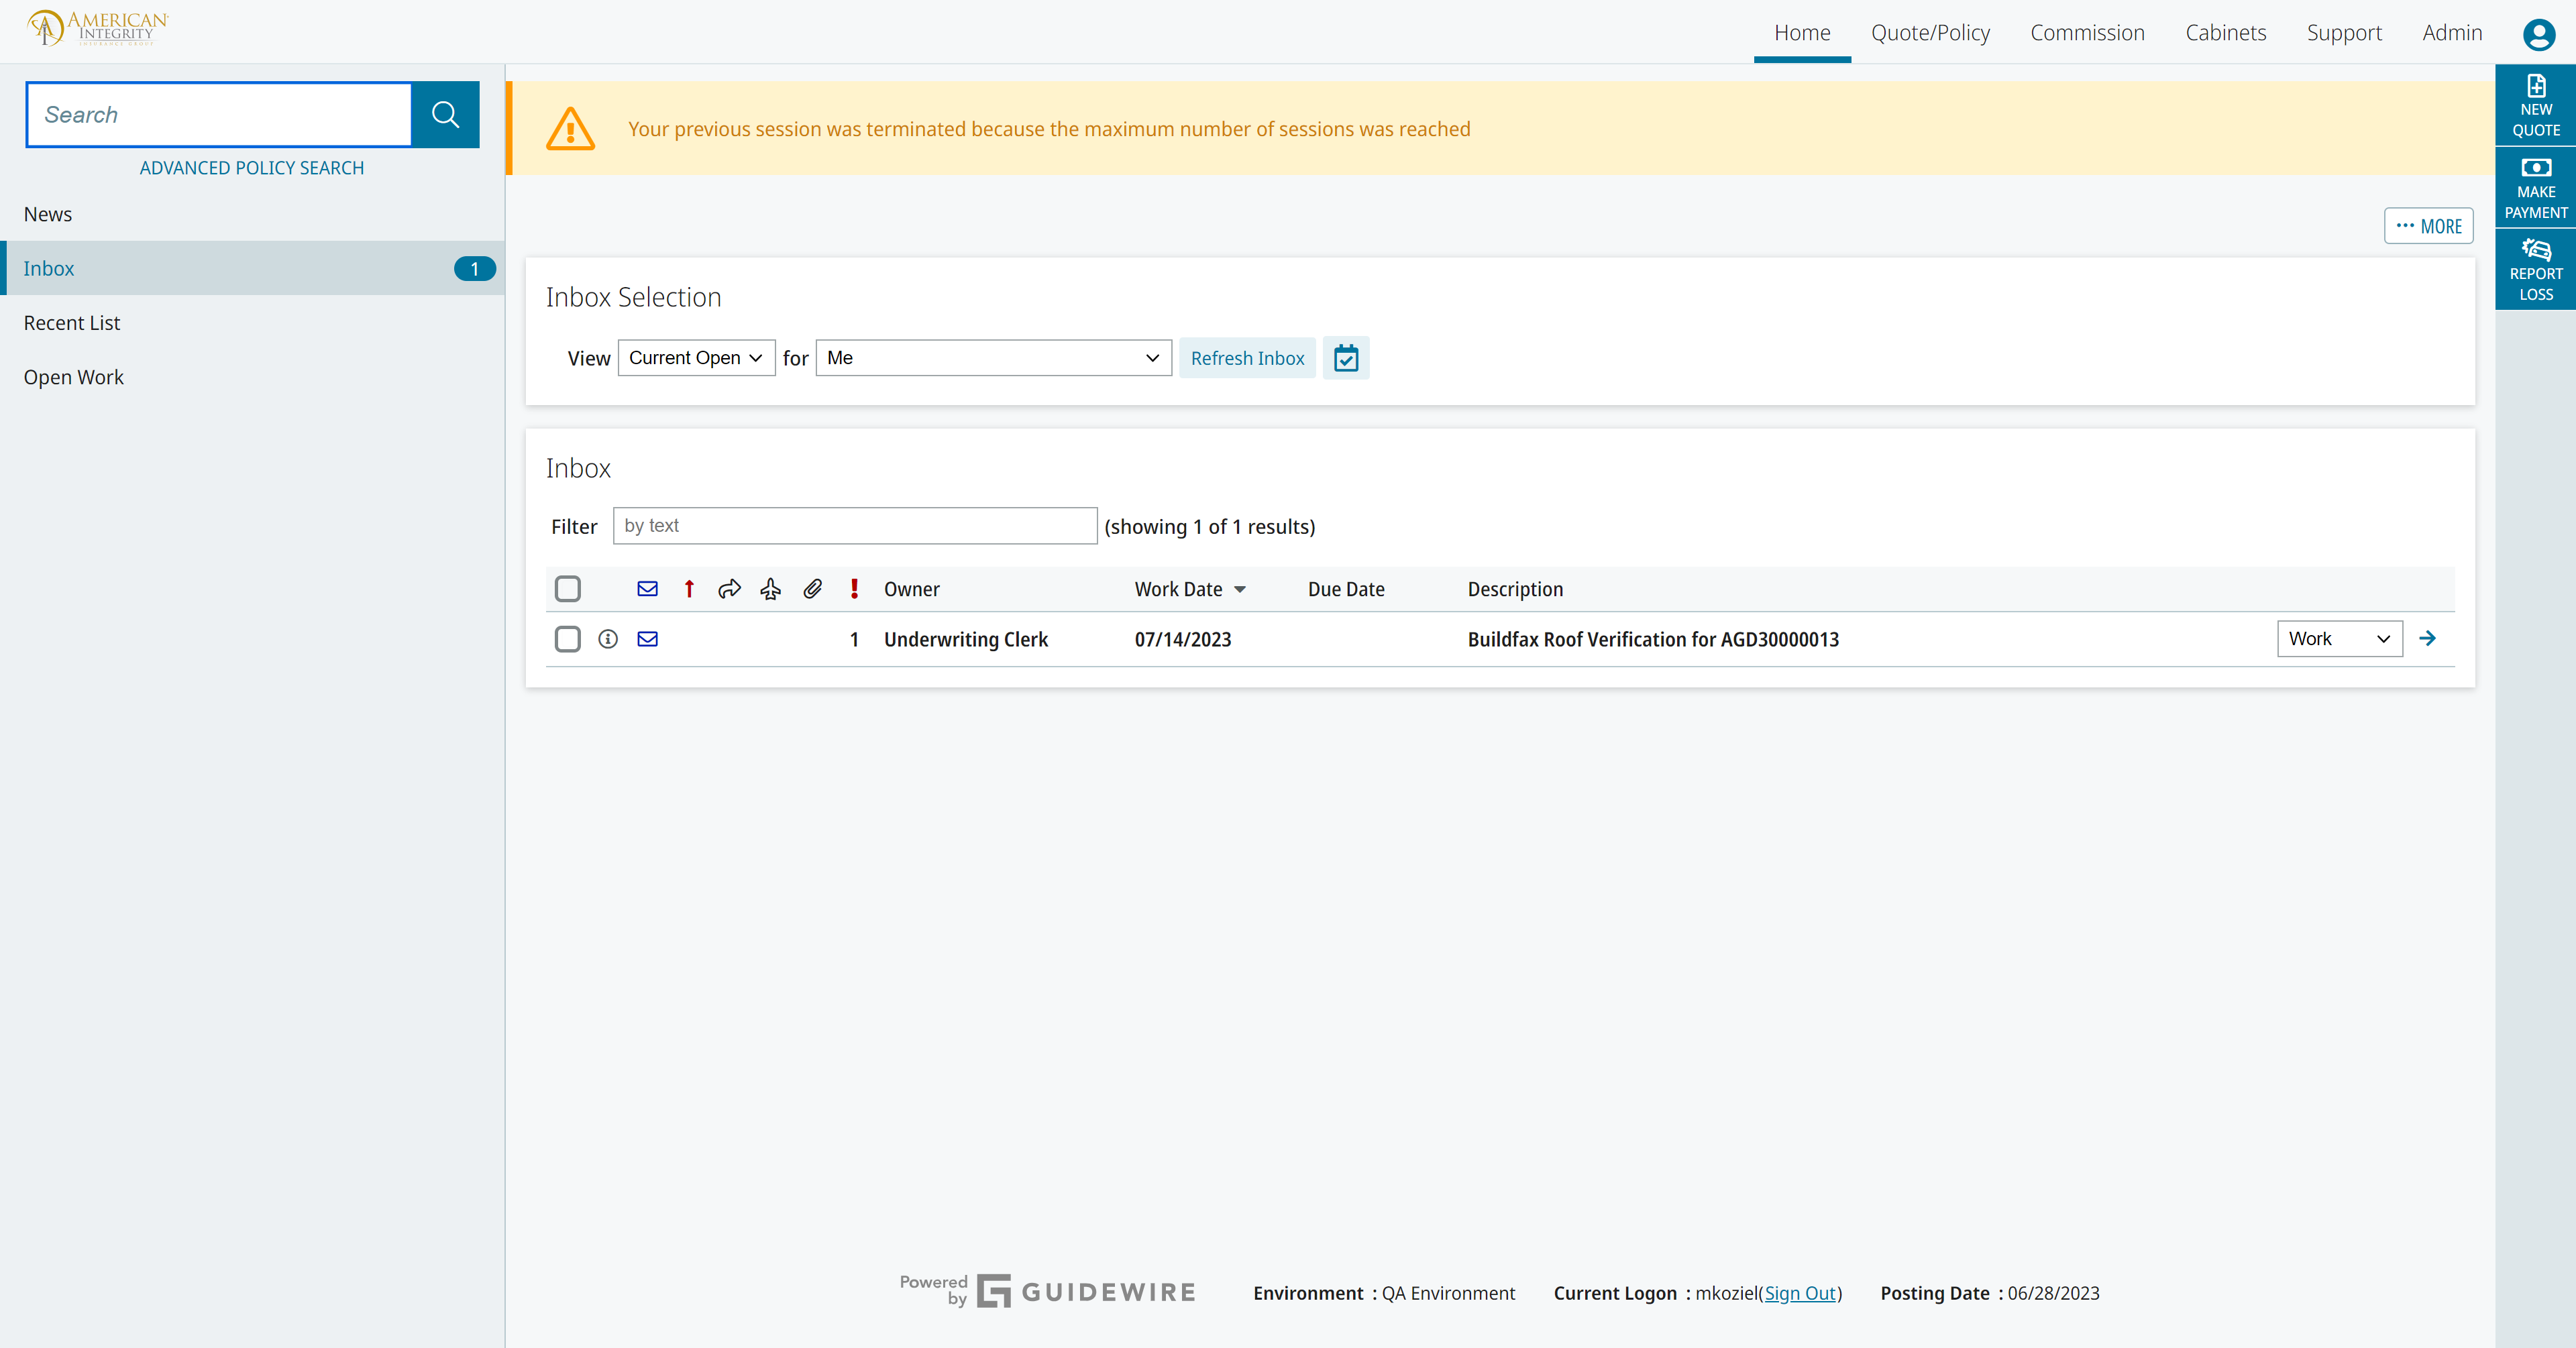 AMERICAN
INTEGRITY
INSURANCE GROUP
Home Quote/Policy Commission Cabinets Support Admin
Search
ADVANCED POLICY SEARCH
News
Inbox 1
Recent List
Open Work
Your previous session was terminated because the maximum number of sessions was reached
NEW
QUOTE
MAKE
PAYMENT
REPORT
LOSS
··· MORE
Inbox Selection
View Current Open for Me Refresh Inbox
Inbox
Filter by text (showing 1 of 1 results)
Owner Work Date Due Date Description
1 Underwriting Clerk 07/14/2023 Buildfax Roof Verification for AGD30000013 Work
Powered
by
GUIDEWIRE
Environment : QA Environment Current Logon : mkoziel(Sign Out) Posting Date : 06/28/2023